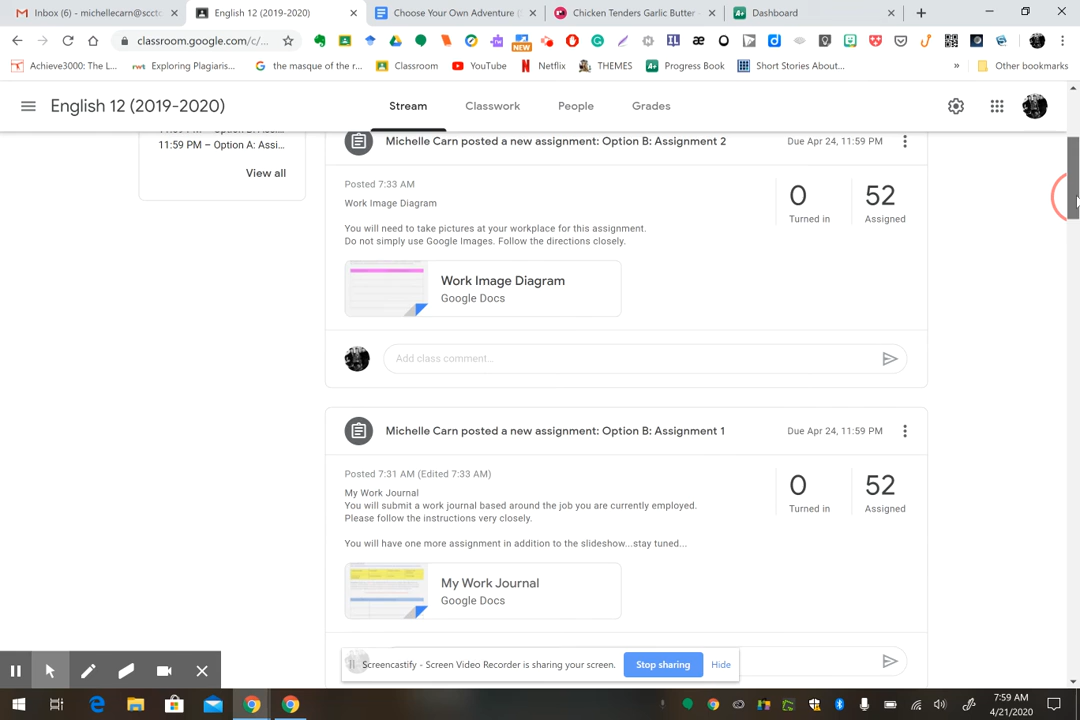 Inbox (6) - michellecarn@sccto
English 12 (2019-2020)
Choose Your Own Adventure (
Chicken Tenders Garlic Butter -
Dashboard
classroom.google.com/c/...
NEW
Achieve3000: The L...
Exploring Plagiaris...
the masque of the r...
Classroom
YouTube
Netflix
THEMES
Progress Book
Short Stories About...
»
Other bookmarks
English 12 (2019-2020)
Stream
Classwork
People
Grades
11:59 PM – Option B: Assi...
11:59 PM – Option A: Assi...
View all
Michelle Carn posted a new assignment: Option B: Assignment 2
Due Apr 24, 11:59 PM
Posted 7:33 AM
Work Image Diagram
0
Turned in
52
Assigned
You will need to take pictures at your workplace for this assignment.
Do not simply use Google Images. Follow the directions closely.
Work Image Diagram
Google Docs
Add class comment...
Michelle Carn posted a new assignment: Option B: Assignment 1
Due Apr 24, 11:59 PM
Posted 7:31 AM (Edited 7:33 AM)
My Work Journal
You will submit a work journal based around the job you are currently employed.
Please follow the instructions very closely.
0
Turned in
52
Assigned
You will have one more assignment in addition to the slideshow...stay tuned...
My Work Journal
Google Docs
Screencastify - Screen Video Recorder is sharing your screen.
Stop sharing
Hide
7:59 AM
4/21/2020